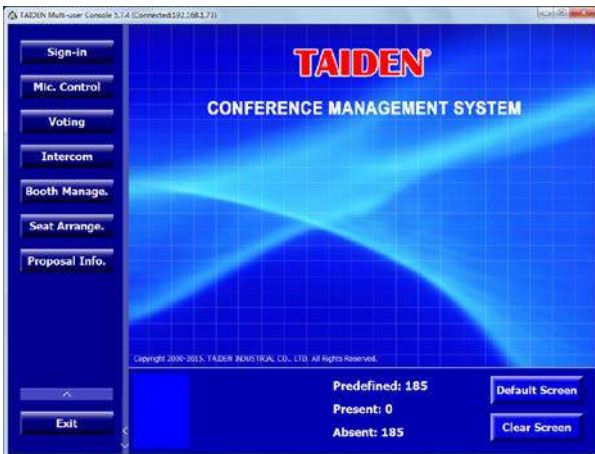 TAIDEN Multi-user Console 5.7.4 (Connected:192.168.1.73)
Sign-in
Mic. Control
Voting
Intercom
Booth Manage.
Seat Arrange.
Proposal Info.
Exit
TAIDEN®
CONFERENCE MANAGEMENT SYSTEM
Copyright 2000-2015, TAIDEN INDUSTRIAL CO., LTD. All Rights Reserved.
Predefined: 185
Present: 0
Absent: 185
Default Screen
Clear Screen